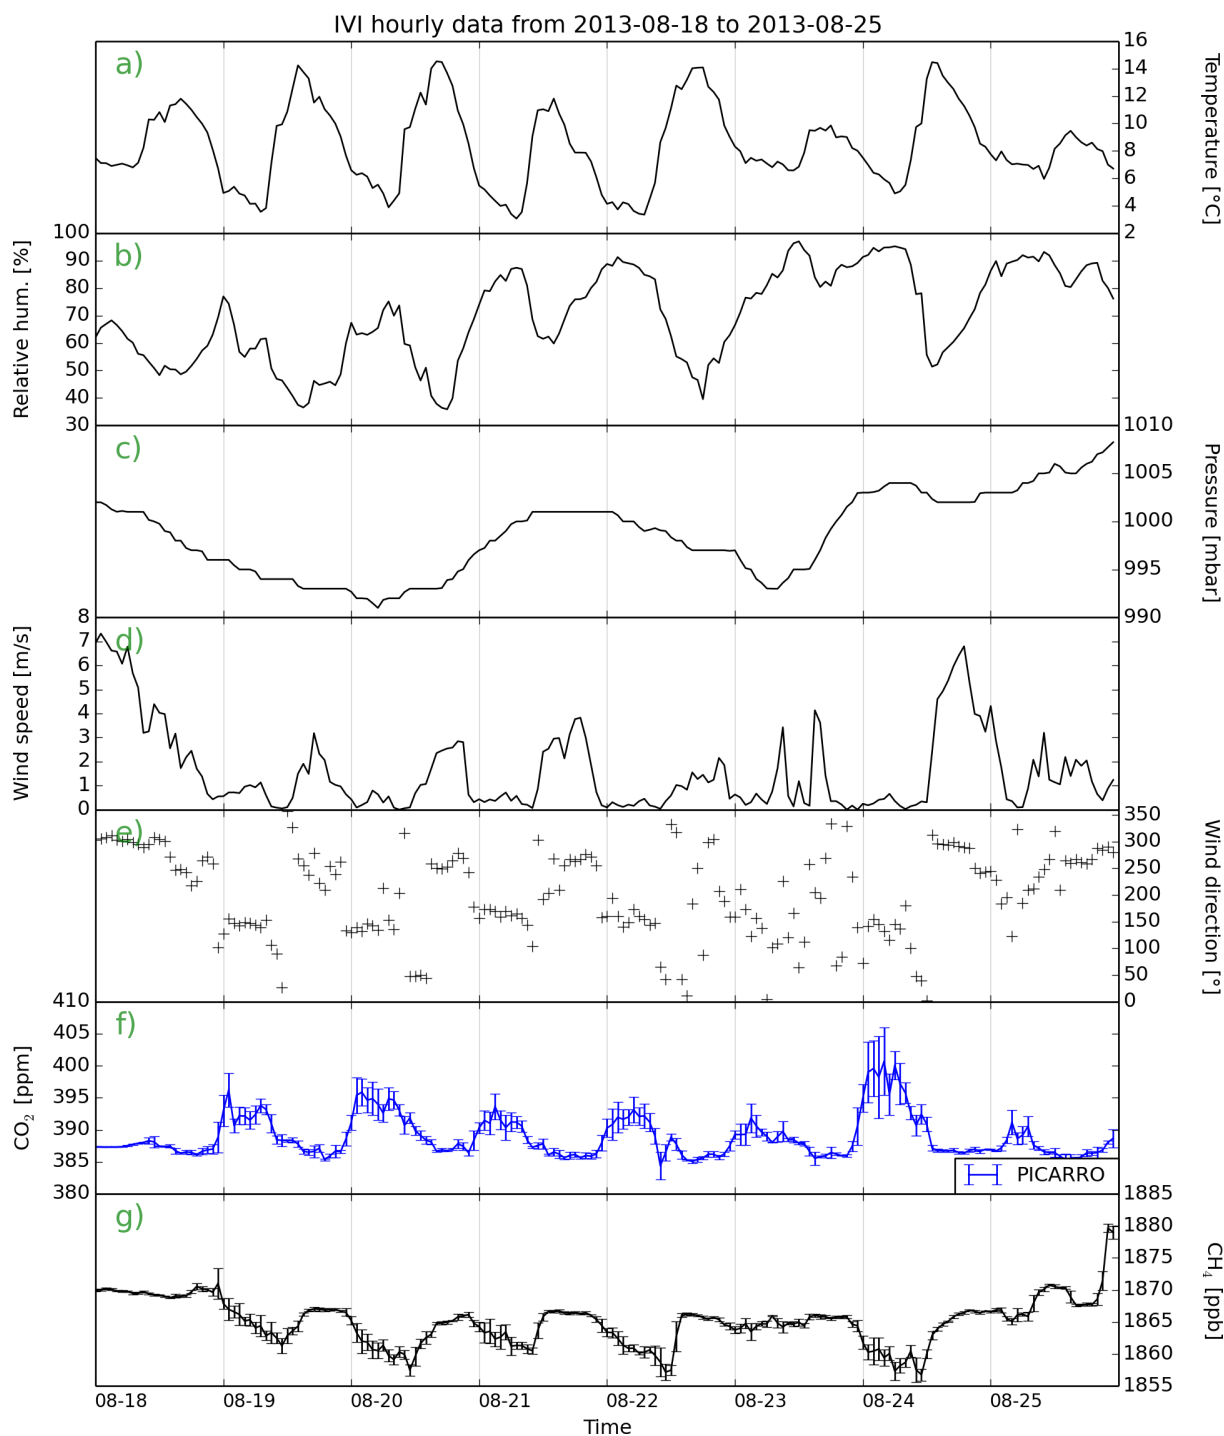 IVI hourly data from 2013-08-18 to 2013-08-25
a)
16
14
12
10
8
6
4
2
Temperature [°C]
b)
100
90
80
70
60
50
40
30
Relative hum. [%]
c)
1010
1005
1000
995
990
Pressure [mbar]
d)
8
7
6
5
4
3
2
1
0
Wind speed [m/s]
e)
350
300
250
200
150
100
50
0
Wind direction [°]
f)
410
405
400
395
390
385
380
CO₂ [ppm]
PICARRO
g)
1885
1880
1875
1870
1865
1860
1855
CH₄ [ppb]
08-18 08-19 08-20 08-21 08-22 08-23 08-24 08-25
Time